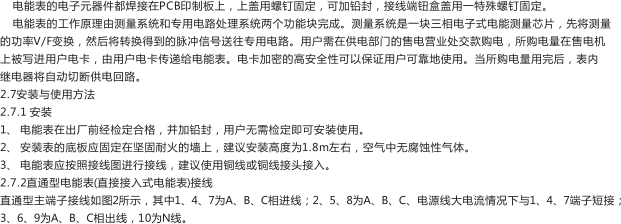 电能表的电子元器件都焊接在PCB印制板上，上盖用螺钉固定，可加铅封，接线端钮盒盖用一特殊螺钉固定。
电能表的工作原理由测量系统和专用电路处理系统两个功能块完成。测量系统是一块三相电子式电能测量芯片，先将测量
的功率V/F变换，然后将转换得到的脉冲信号送往专用电路。用户需在供电部门的售电营业处交款购电，所购电量在售电机
上被写进用户电卡，由用户电卡传递给电能表。电卡加密的高安全性可以保证用户可靠地使用。当所购电量用完后，表内
继电器将自动切断供电回路。
2.7安装与使用方法
2.7.1 安装
1、 电能表在出厂前经检定合格，并加铅封，用户无需检定即可安装使用。
2、 安装表的底板应固定在坚固耐火的墙上，建议安装高度为1.8m左右，空气中无腐蚀性气体。
3、 电能表应按照接线图进行接线，建议使用铜线或铜线接头接入。
2.7.2直通型电能表(直接接入式电能表)接线
直通型主端子接线如图2所示，其中1、4、7为A、B、C相进线；2、5、8为A、B、C、电源线大电流情况下与1、4、7端子短接；
3、6、9为A、B、C相出线，10为N线。